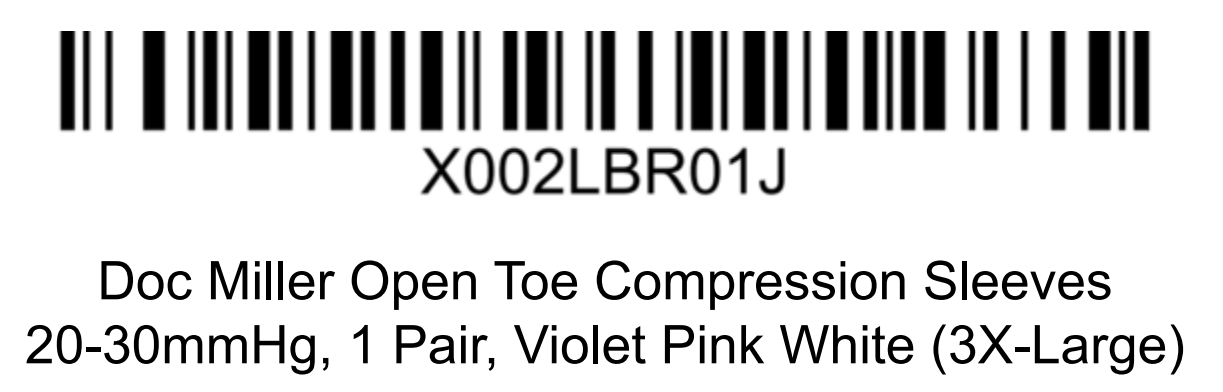 X002LBR01J
Doc Miller Open Toe Compression Sleeves
20-30mmHg, 1 Pair, Violet Pink White (3X-Large)